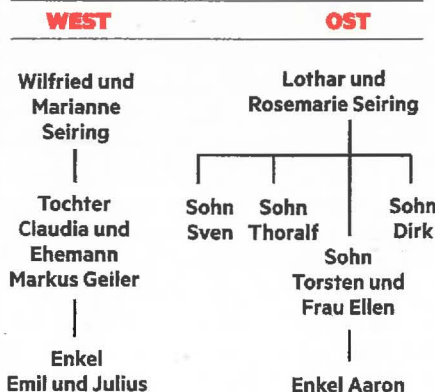 WEST
Wilfried und
Marianne
Seiring
Tochter
Claudia und
Ehemann
Markus Geiler
Enkel
Emil und Julius
OST
Lothar und
Rosemarie Seiring
Sohn
Sven
Sohn
Thoralf
Sohn
Torsten und
Frau Ellen
Sohn
Dirk
Enkel Aaron